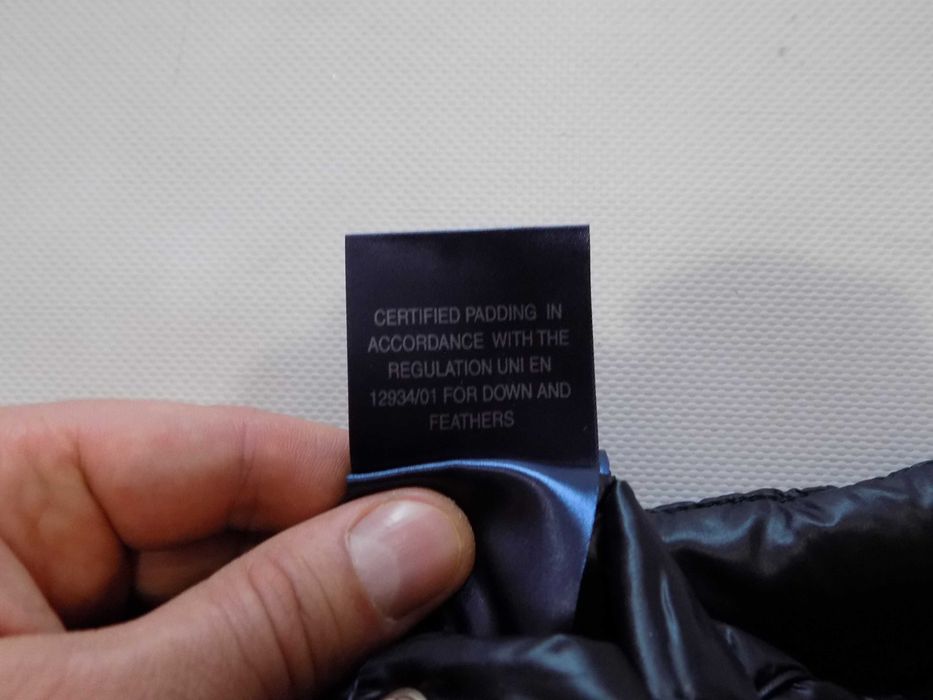 CERTIFIED PADDING IN
ACCORDANCE WITH THE
REGULATION UNI EN
12934/01 FOR DOWN AND
FEATHERS